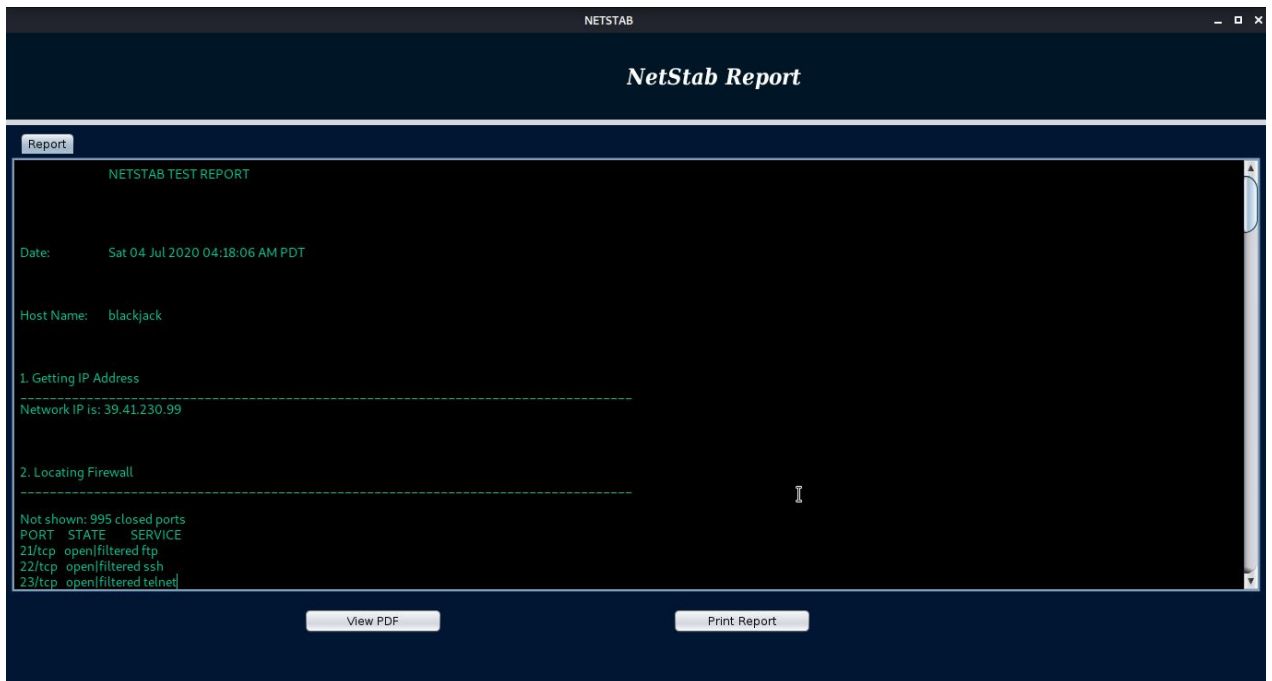 NETSTAB
NetStab Report
Report
NETSTAB TEST REPORT
Date: Sat 04 Jul 2020 04:18:06 AM PDT
Host Name: blackjack
1. Getting IP Address
Network IP is: 39.41.230.99
2. Locating Firewall
Not shown: 995 closed ports
PORT STATE SERVICE
21/tcp open|filtered ftp
22/tcp open|filtered ssh
23/tcp open|filtered telnet
View PDF
Print Report